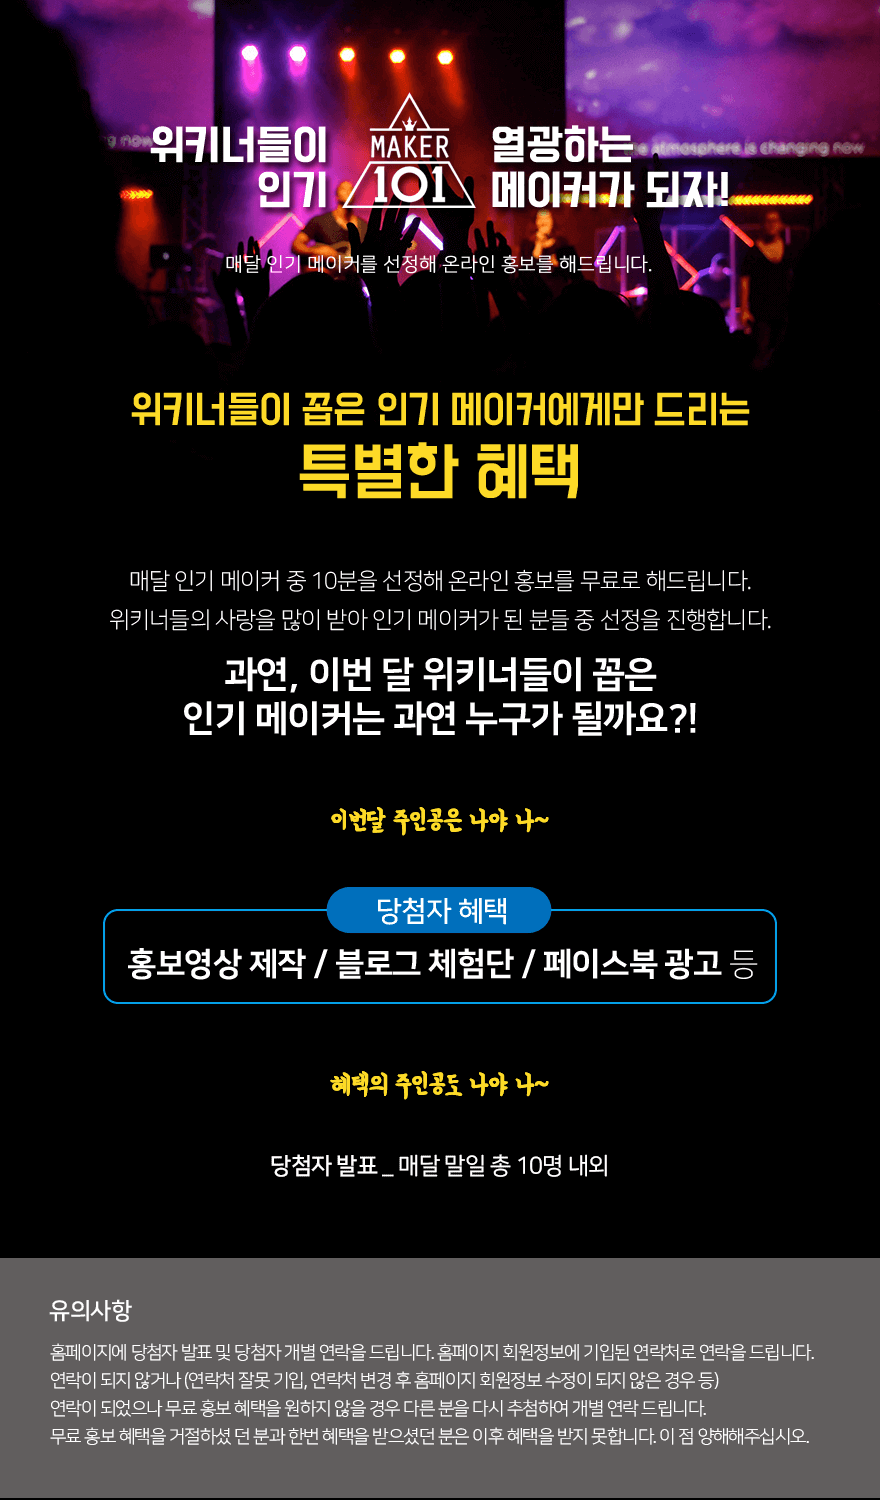 위키너들이
인기
MAKER
101
열광하는
메이커가 되자!
the atmosphere is changing now
매달 인기 메이커를 선정해 온라인 홍보를 해드립니다.
위키너들이 꼽은 인기 메이커에게만 드리는
특별한 혜택
매달 인기 메이커 중 10분을 선정해 온라인 홍보를 무료로 해드립니다.
위키너들의 사랑을 많이 받아 인기 메이커가 된 분들 중 선정을 진행합니다.
과연, 이번 달 위키너들이 꼽은
인기 메이커는 과연 누구가 될까요?!
이번달 주인공은 나야 나~
당첨자 혜택
홍보영상 제작 / 블로그 체험단 / 페이스북 광고 등
혜택의 주인공도 나야 나~
당첨자 발표 _ 매달 말일 총 10명 내외
유의사항
홈페이지에 당첨자 발표 및 당첨자 개별 연락을 드립니다. 홈페이지 회원정보에 기입된 연락처로 연락을 드립니다.
연락이 되지 않거나 (연락처 잘못 기입, 연락처 변경 후 홈페이지 회원정보 수정이 되지 않은 경우 등)
연락이 되었으나 무료 홍보 혜택을 원하지 않을 경우 다른 분을 다시 추첨하여 개별 연락 드립니다.
무료 홍보 혜택을 거절하셨 던 분과 한번 혜택을 받으셨던 분은 이후 혜택을 받지 못합니다. 이 점 양해해주십시오.